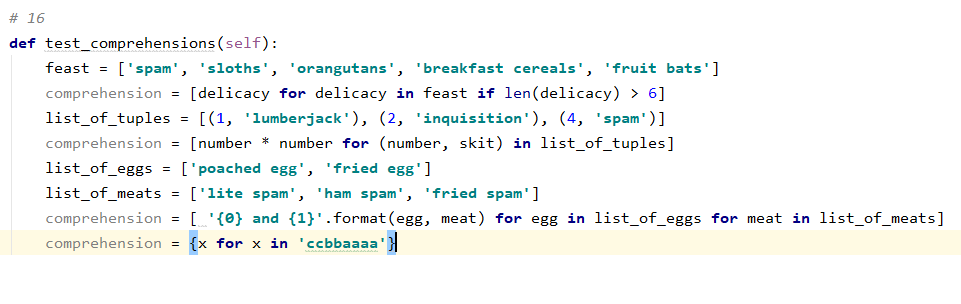 # 16
def test_comprehensions(self):
    feast = ['spam', 'sloths', 'orangutans', 'breakfast cereals', 'fruit bats']
    comprehension = [delicacy for delicacy in feast if len(delicacy) > 6]
    list_of_tuples = [(1, 'lumberjack'), (2, 'inquisition'), (4, 'spam')]
    comprehension = [number * number for (number, skit) in list_of_tuples]
    list_of_eggs = ['poached egg', 'fried egg']
    list_of_meats = ['lite spam', 'ham spam', 'fried spam']
    comprehension = [ '{0} and {1}'.format(egg, meat) for egg in list_of_eggs for meat in list_of_meats]
    comprehension = {x for x in 'ccbbaaaa'}